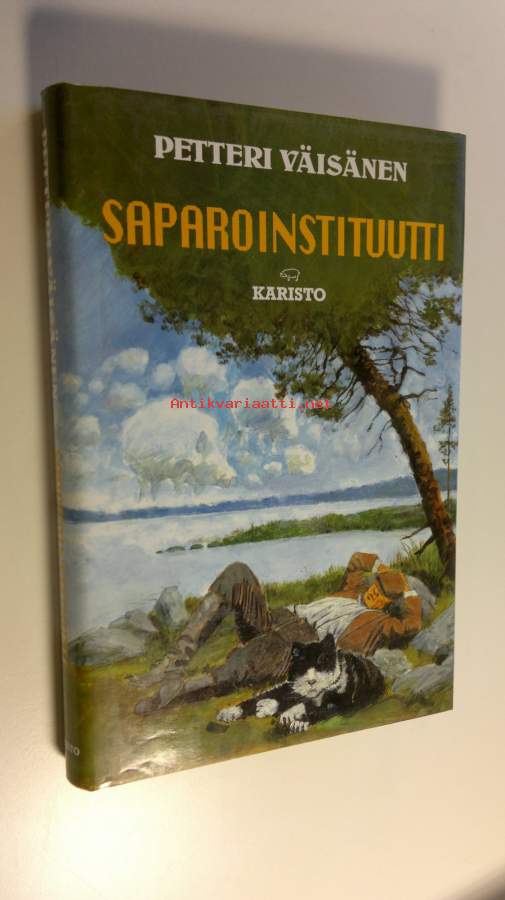 PETTERI VÄISÄNEN
SAPAROINSTITUUTTI
KARISTO
Antikvariaatti.net